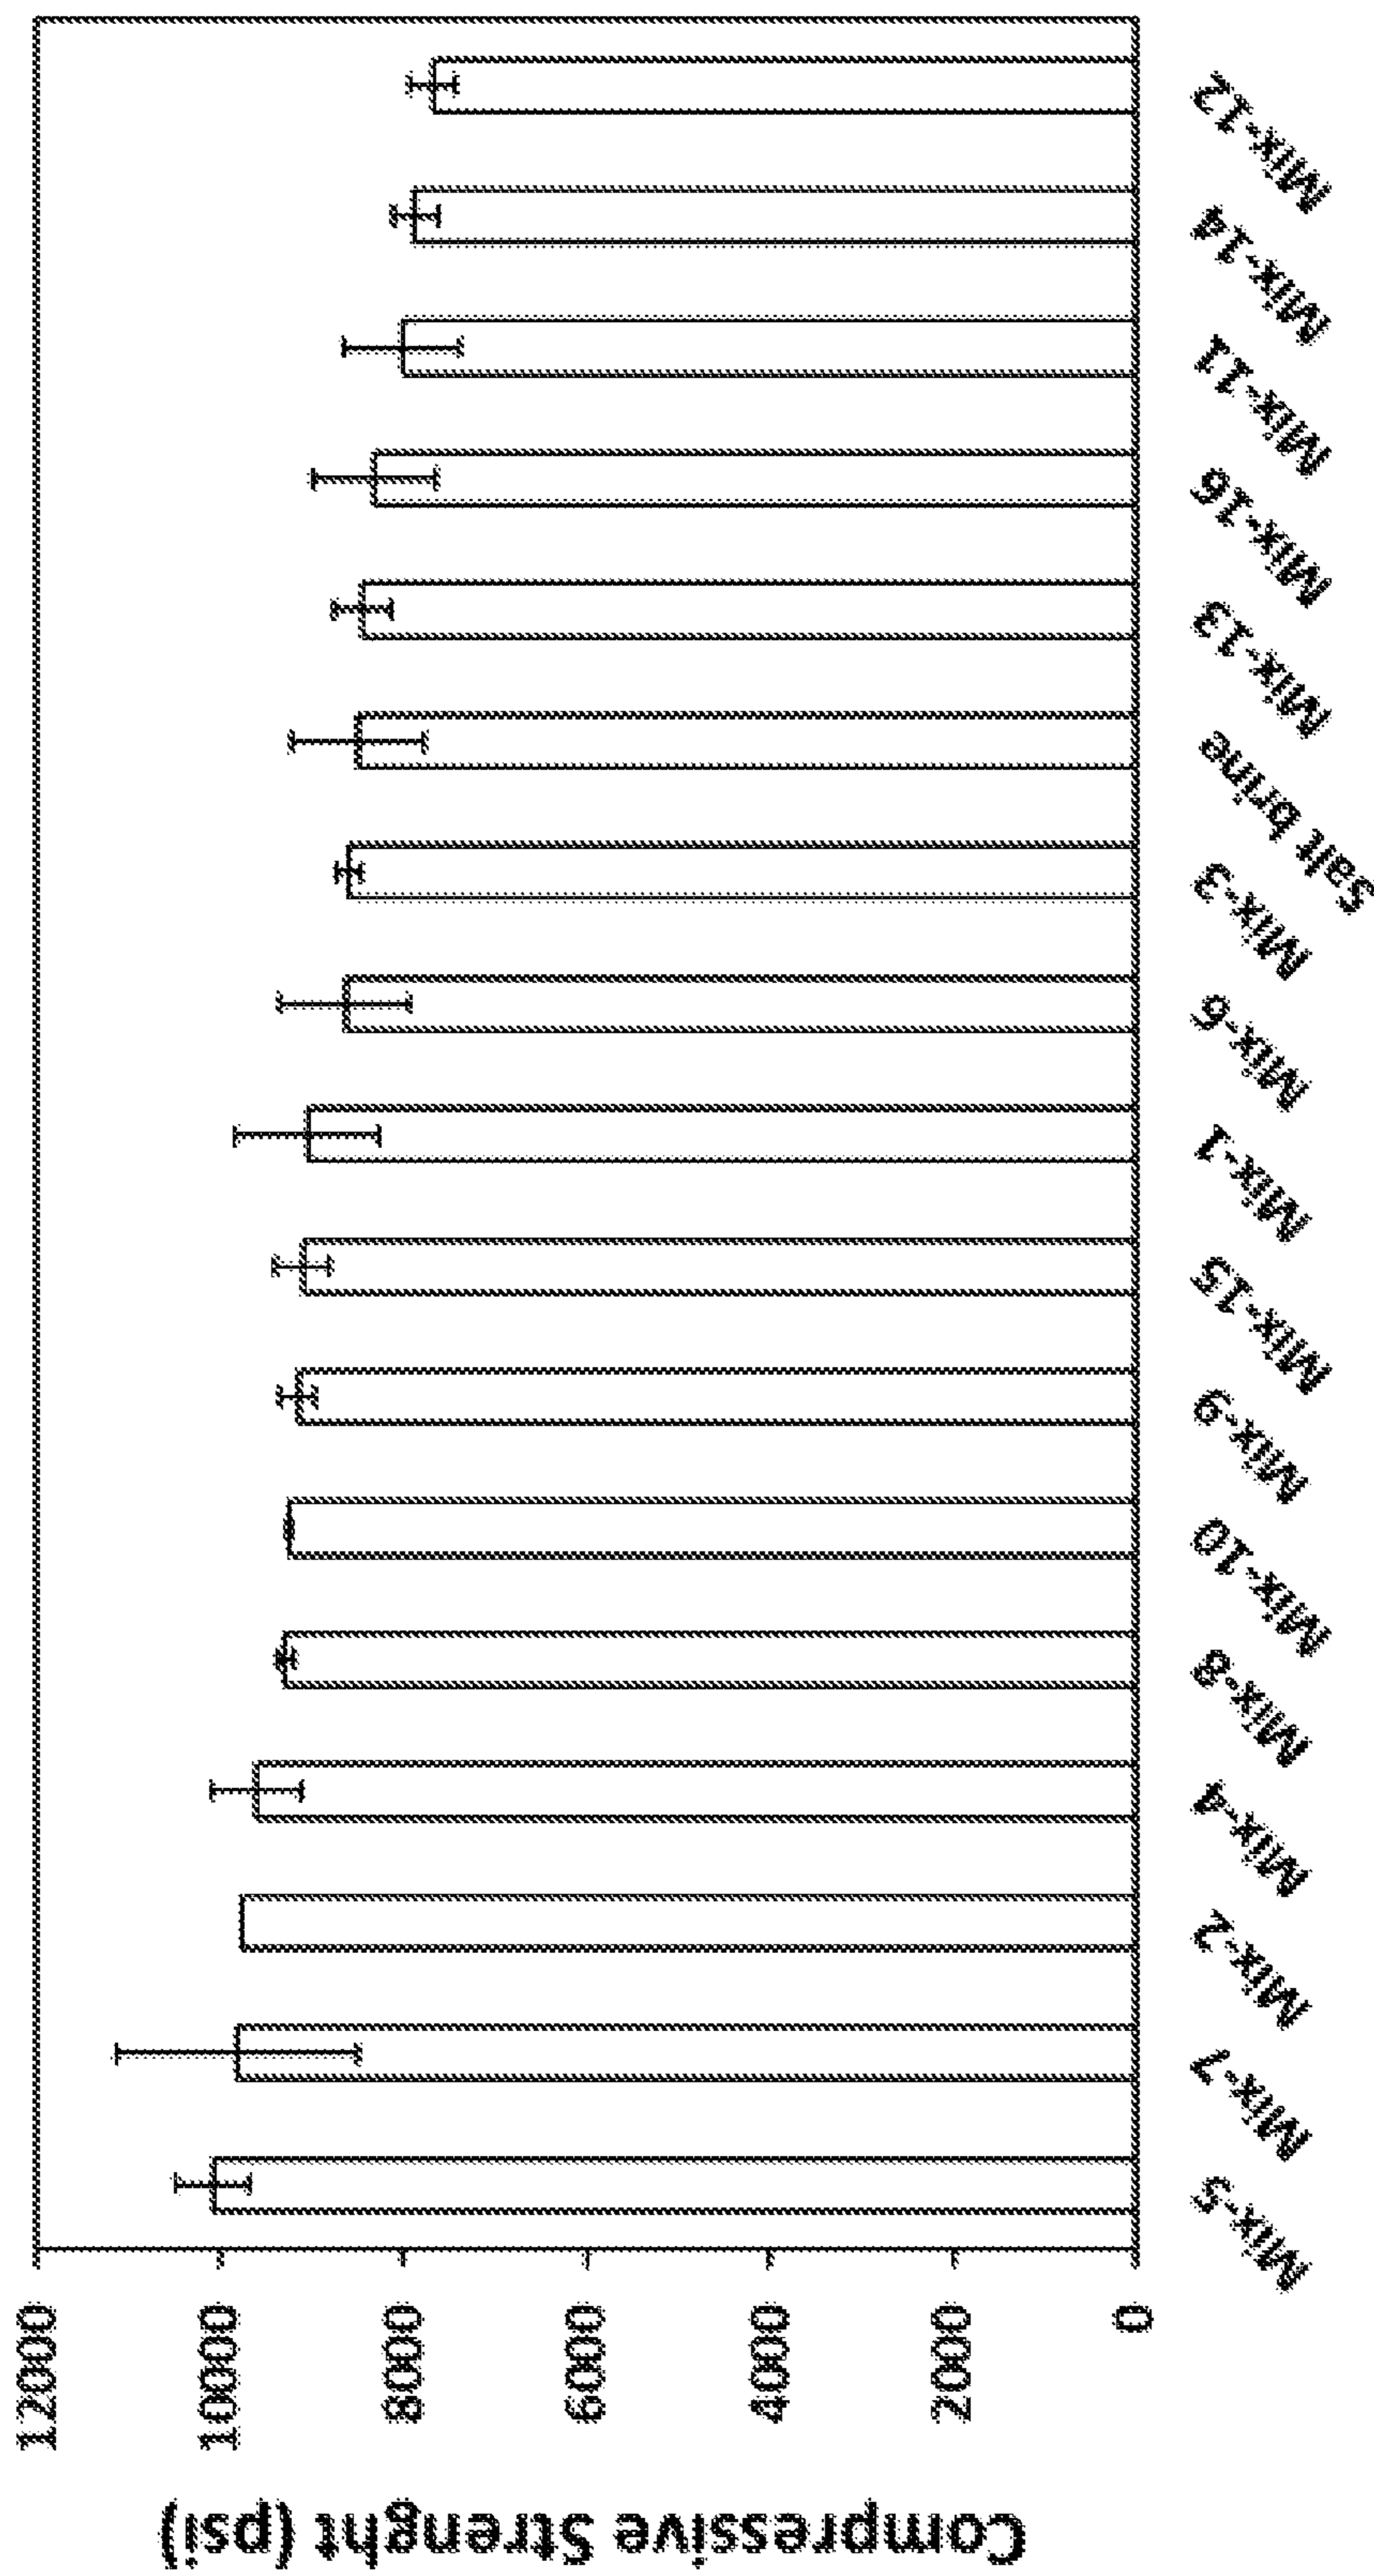 Compressive Strenght (psi)
12000
10000
8000
6000
4000
2000
0
Mix-5
Mix-7
Mix-2
Mix-4
Mix-8
Mix-10
Mix-9
Mix-15
Mix-1
Mix-6
Mix-3
Salt brine
Mix-13
Mix-16
Mix-11
Mix-14
Mix-12